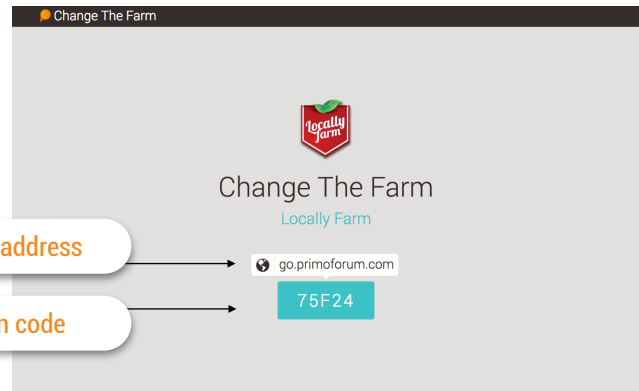 Change The Farm
Locally
farm
Change The Farm
Locally Farm
address
go.primoforum.com
75F24
code